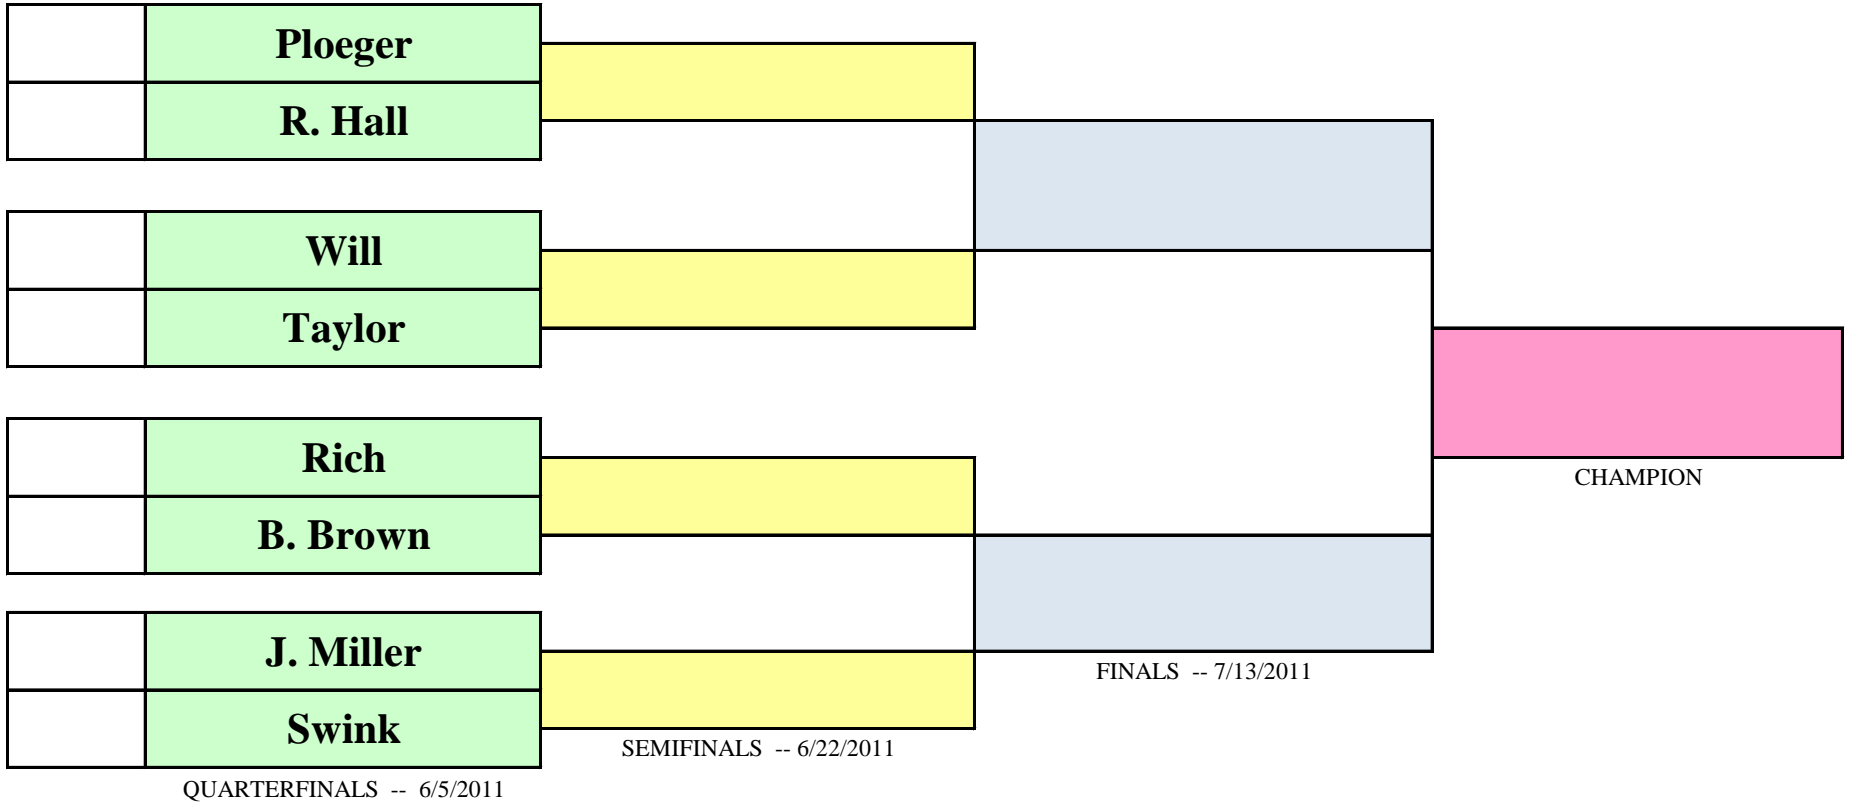 Ploeger
R. Hall
Will
Taylor
Rich
B. Brown
J. Miller
Swink
QUARTERFINALS -- 6/5/2011
SEMIFINALS -- 6/22/2011
FINALS -- 7/13/2011
CHAMPION